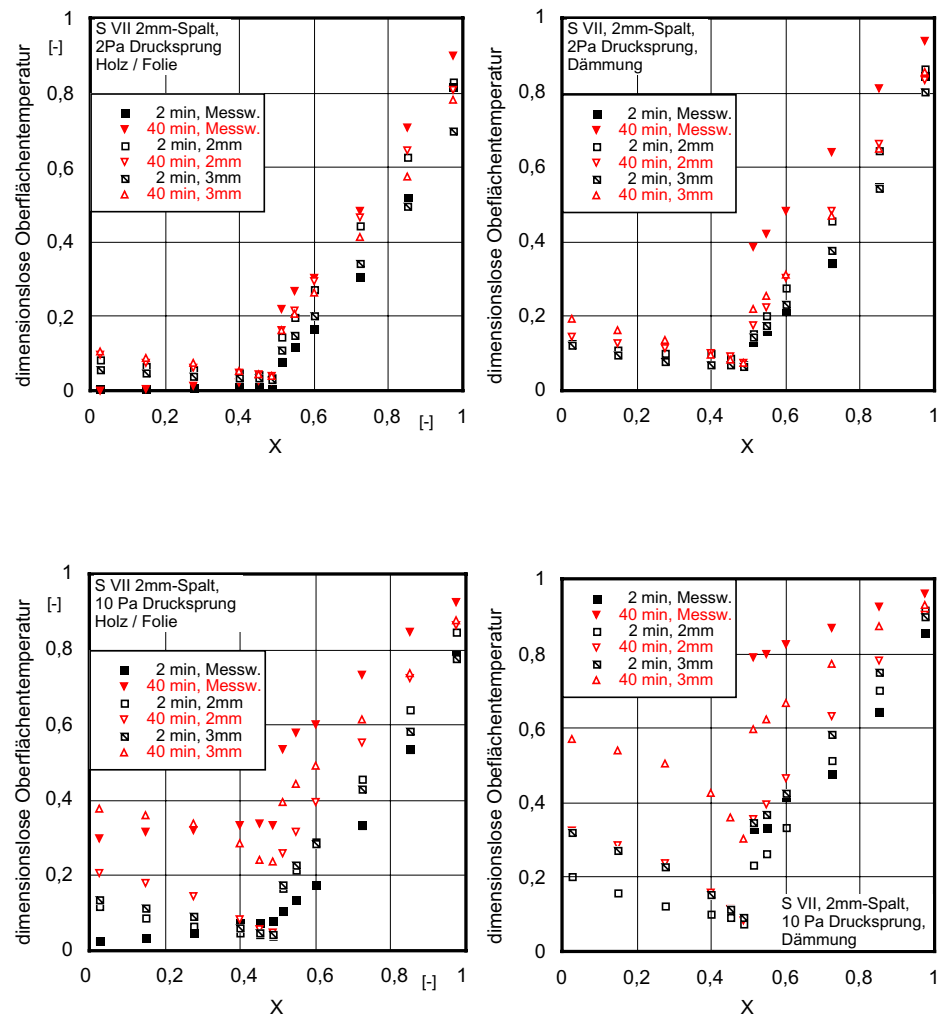 1
[-]
0,8
0,6
0,4
0,2
0
dimensionslose Oberflächentemperatur
S VII 2mm-Spalt,
2Pa Drucksprung,
Holz / Folie
2 min, Messw.
40 min, Messw.
2 min, 2mm
40 min, 2mm
2 min, 3mm
40 min, 3mm
0 0,2 0,4 0,6 0,8 1
[-]
X
1
0,8
0,6
0,4
0,2
0
dimensionslose Obeflächentemperatur
S VII, 2mm-Spalt,
2Pa Drucksprung,
Dämmung
2 min, Messw.
40 min, Messw.
2 min, 2mm
40 min, 2mm
2 min, 3mm
40 min, 3mm
0 0,2 0,4 0,6 0,8 1
X
1
[-]
0,8
0,6
0,4
0,2
0
dimensionslose Oberflächentemperatur
S VII 2mm-Spalt,
10 Pa Drucksprung
Holz / Folie
2 min, Messw.
40 min, Messw.
2 min, 2mm
40 min, 2mm
2 min, 3mm
40 min, 3mm
0 0,2 0,4 0,6 0,8 1
[-]
X
1
0,8
0,6
0,4
0,2
0
dimensionslose Obeflächentemperatur
2 min, Messw.
40 min, Messw.
2 min, 2mm
40 min, 2mm
2 min, 3mm
40 min, 3mm
S VII, 2mm-Spalt,
10 Pa Drucksprung,
Dämmung
0 0,2 0,4 0,6 0,8 1
X